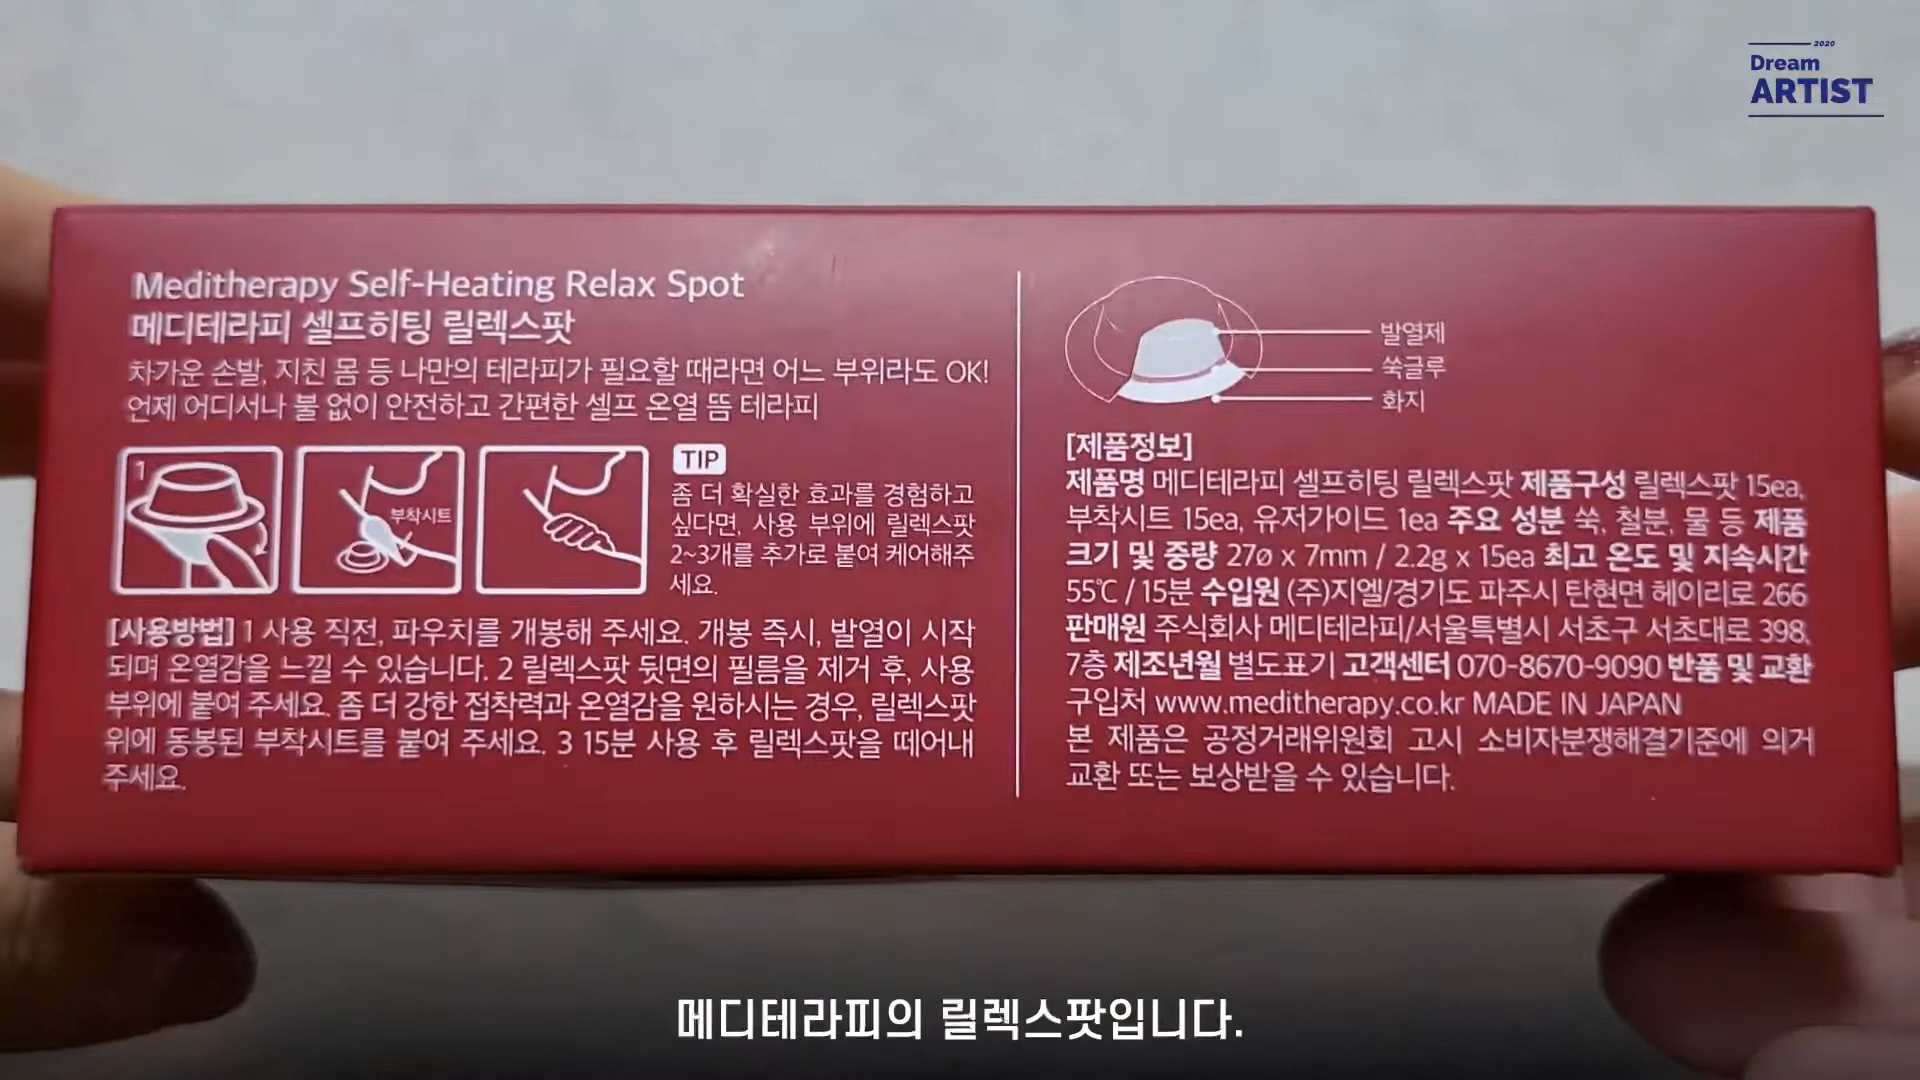 2020
Dream
ARTIST
Meditherapy Self-Heating Relax Spot
메디테라피 셀프히팅 릴렉스팟
차가운 손발, 지친 몸 등 나만의 테라피가 필요할 때라면 어느 부위라도 OK!
언제 어디서나 불 없이 안전하고 간편한 셀프 온열 뜸 테라피
1
부착시트
TIP
좀 더 확실한 효과를 경험하고
싶다면, 사용 부위에 릴렉스팟
2~3개를 추가로 붙여 케어해주
세요.
[사용방법] 1 사용 직전, 파우치를 개봉해 주세요. 개봉 즉시, 발열이 시작
되며 온열감을 느낄 수 있습니다. 2 릴렉스팟 뒷면의 필름을 제거 후, 사용
부위에 붙여 주세요. 좀 더 강한 접착력과 온열감을 원하시는 경우, 릴렉스팟
위에 동봉된 부착시트를 붙여 주세요. 3 15분 사용 후 릴렉스팟을 떼어내
주세요.
발열제
쑥글루
화지
[제품정보]
제품명 메디테라피 셀프히팅 릴렉스팟 제품구성 릴렉스팟 15ea,
부착시트 15ea, 유저가이드 1ea 주요 성분 쑥, 철분, 물 등 제품
크기 및 중량 27ø x 7mm / 2.2g x 15ea 최고 온도 및 지속시간
55℃ / 15분 수입원 (주)지엘/경기도 파주시 탄현면 헤이리로 266
판매원 주식회사 메디테라피/서울특별시 서초구 서초대로 398,
7층 제조년월 별도표기 고객센터 070-8670-9090 반품 및 교환
구입처 www.meditherapy.co.kr MADE IN JAPAN
본 제품은 공정거래위원회 고시 소비자분쟁해결기준에 의거
교환 또는 보상받을 수 있습니다.
메디테라피의 릴렉스팟입니다.